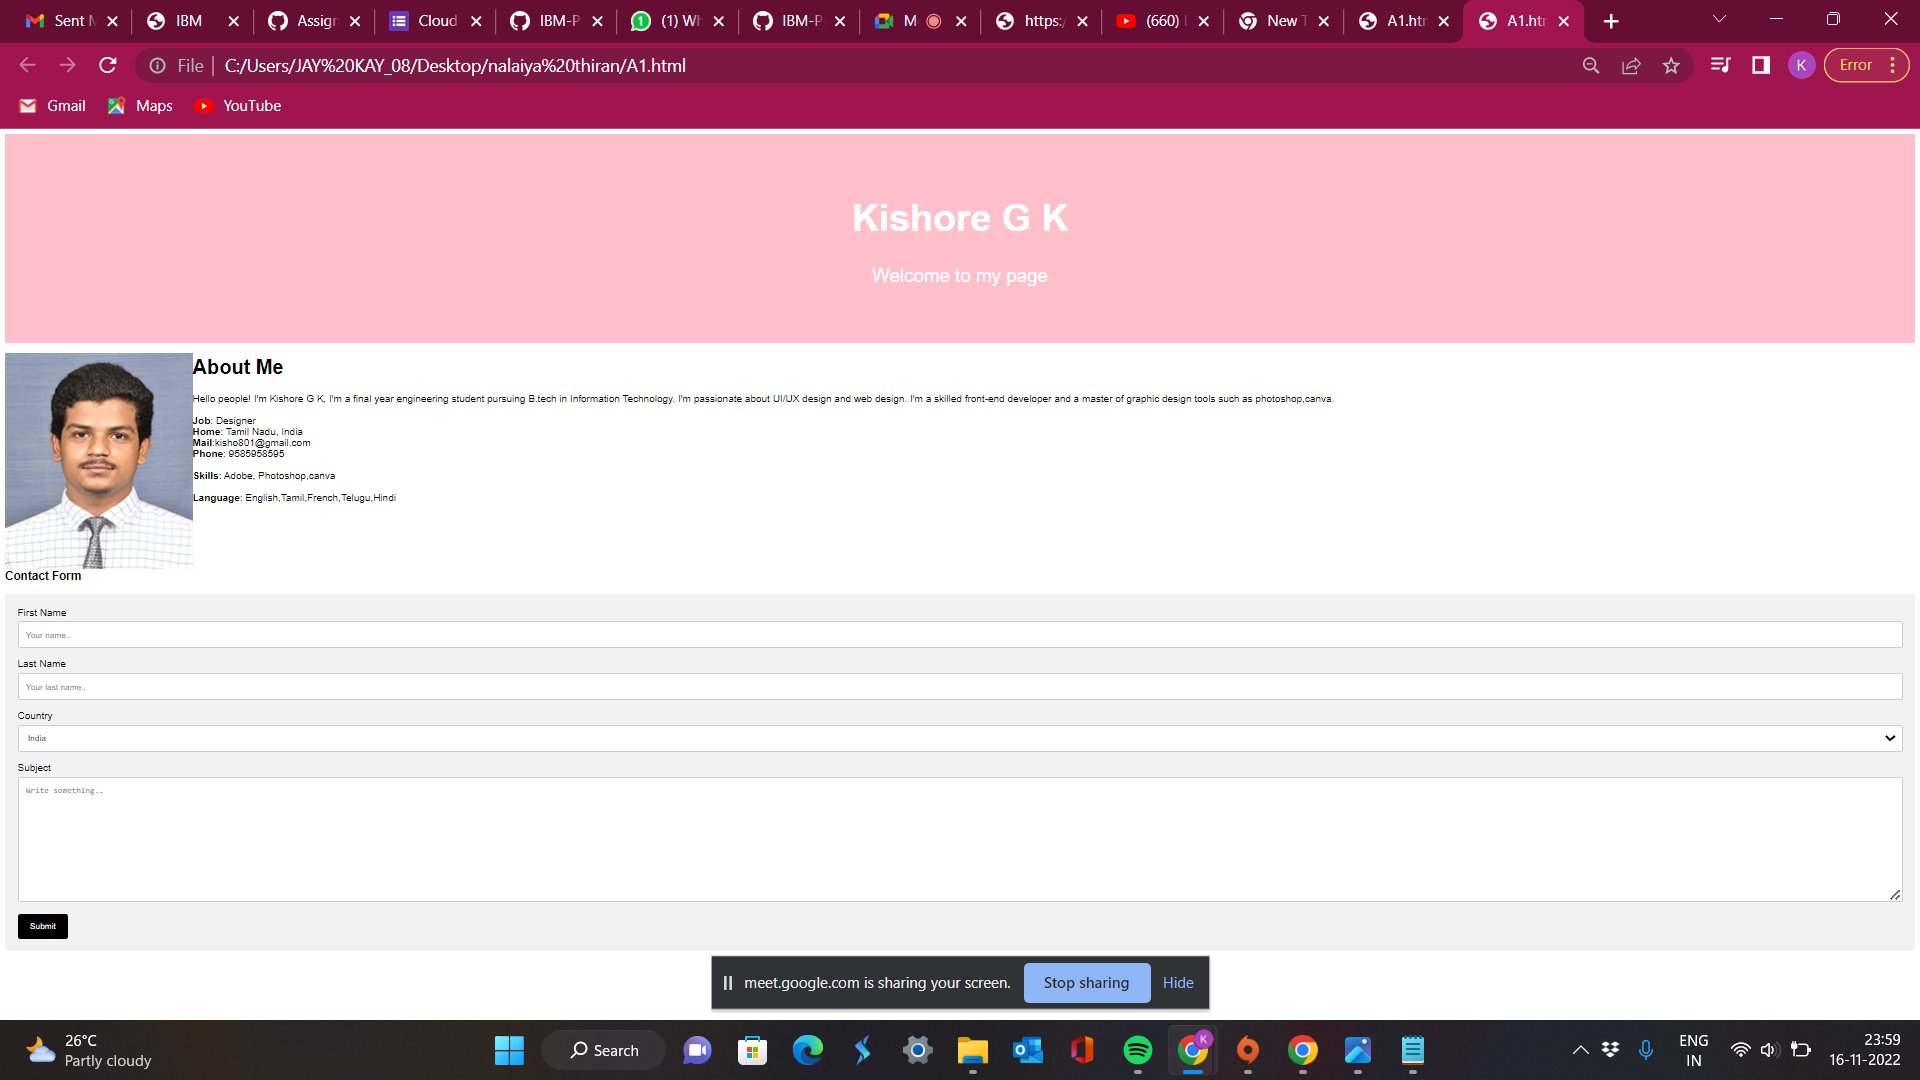 Sent M
IBM
Assign
Cloud
IBM-P
(1) Wh
IBM-P
M
https:/
(660)
New T
A1.htm
A1.htm
File
C:/Users/JAY%20KAY_08/Desktop/nalaiya%20thiran/A1.html
K
Error
Gmail
Maps
YouTube
Kishore G K
Welcome to my page
About Me
Hello people! I'm Kishore G K, I'm a final year engineering student pursuing B.tech in Information Technology. I'm passionate about UI/UX design and web design. I'm a skilled front-end developer and a master of graphic design tools such as photoshop,canva.
Job: Designer
Home: Tamil Nadu, India
Mail:kisho801@gmail.com
Phone: 9585958595
Skills: Adobe, Photoshop,canva
Language: English,Tamil,French,Telugu,Hindi
Contact Form
First Name
Your name..
Last Name
Your last name..
Country
India
Subject
Write something..
Submit
meet.google.com is sharing your screen.
Stop sharing
Hide
26°C
Partly cloudy
Search
K
ENG
IN
23:59
16-11-2022